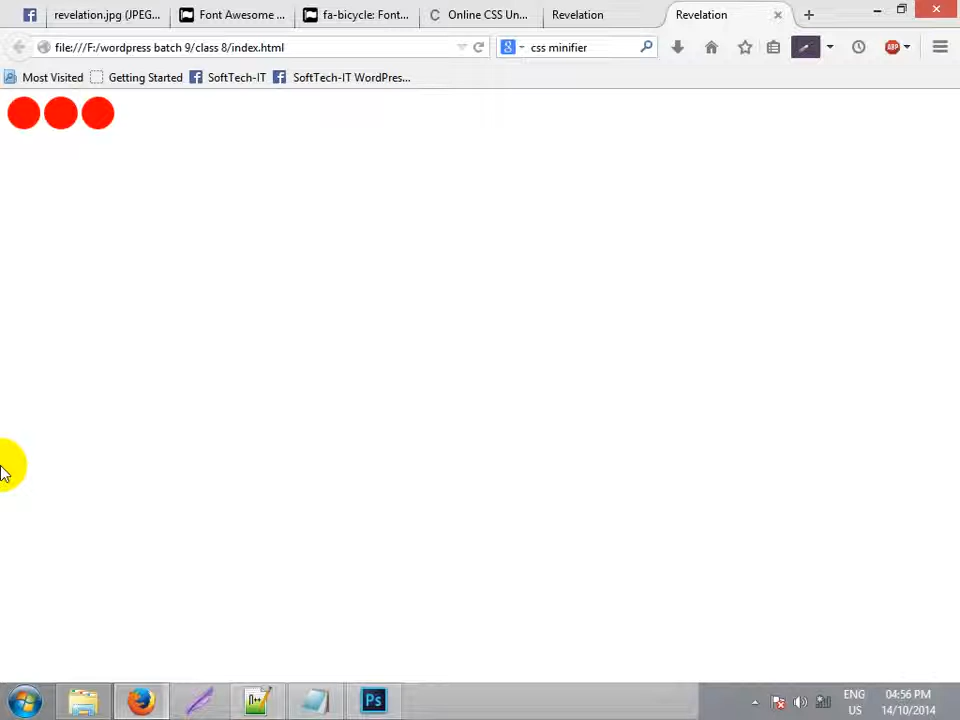 revelation.jpg (JPEG...
Font Awesome ...
fa-bicycle: Font...
Online CSS Un...
Revelation
Revelation
file:///F:/wordpress batch 9/class 8/index.html
css minifier
ABP
Most Visited
Getting Started
SoftTech-IT
SoftTech-IT WordPres...
Ps
ENG
US
04:56 PM
14/10/2014